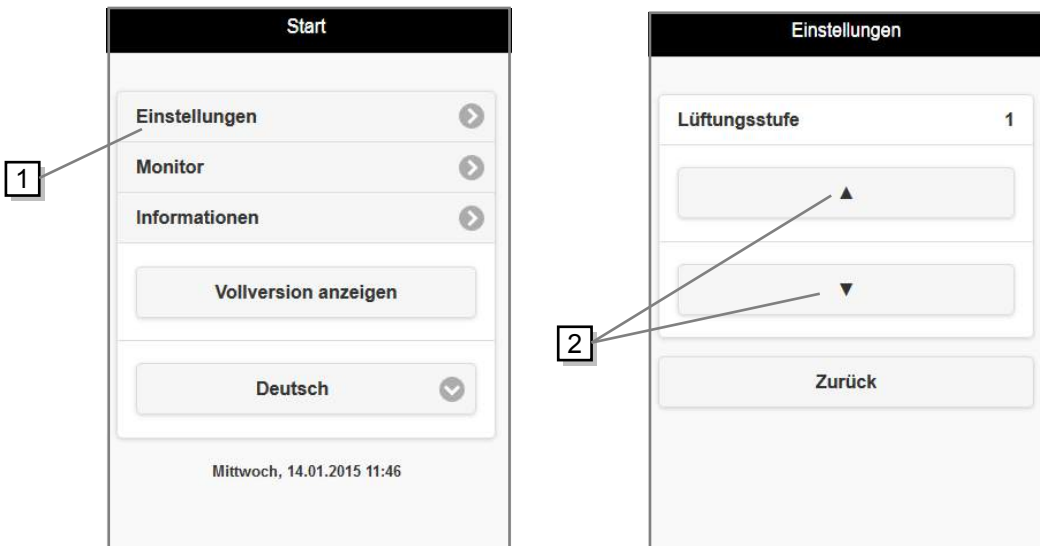 Start
Einstellungen
Monitor
Informationen
Vollversion anzeigen
Deutsch
Mittwoch, 14.01.2015 11:46
1
Einstellungen
Lüftungsstufe 1
▲
▼
Zurück
2